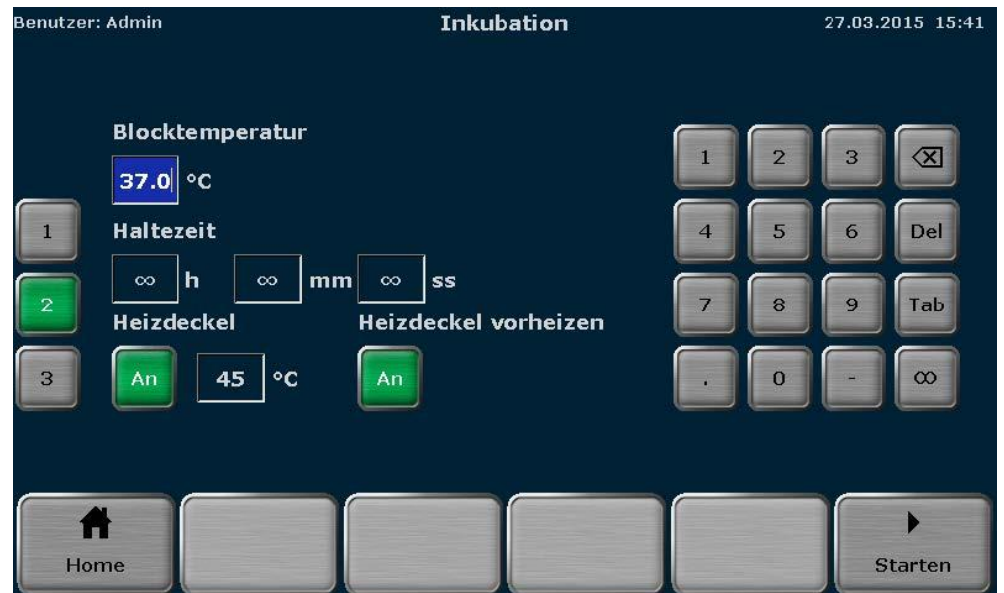 Benutzer: Admin Inkubation 27.03.2015 15:41
Blocktemperatur
37.0 °C
Haltezeit
∞ h ∞ mm ∞ ss
Heizdeckel Heizdeckel vorheizen
An 45 °C An
1
2
3
1 2 3
4 5 6 Del
7 8 9 Tab
. 0 - ∞
Home Starten